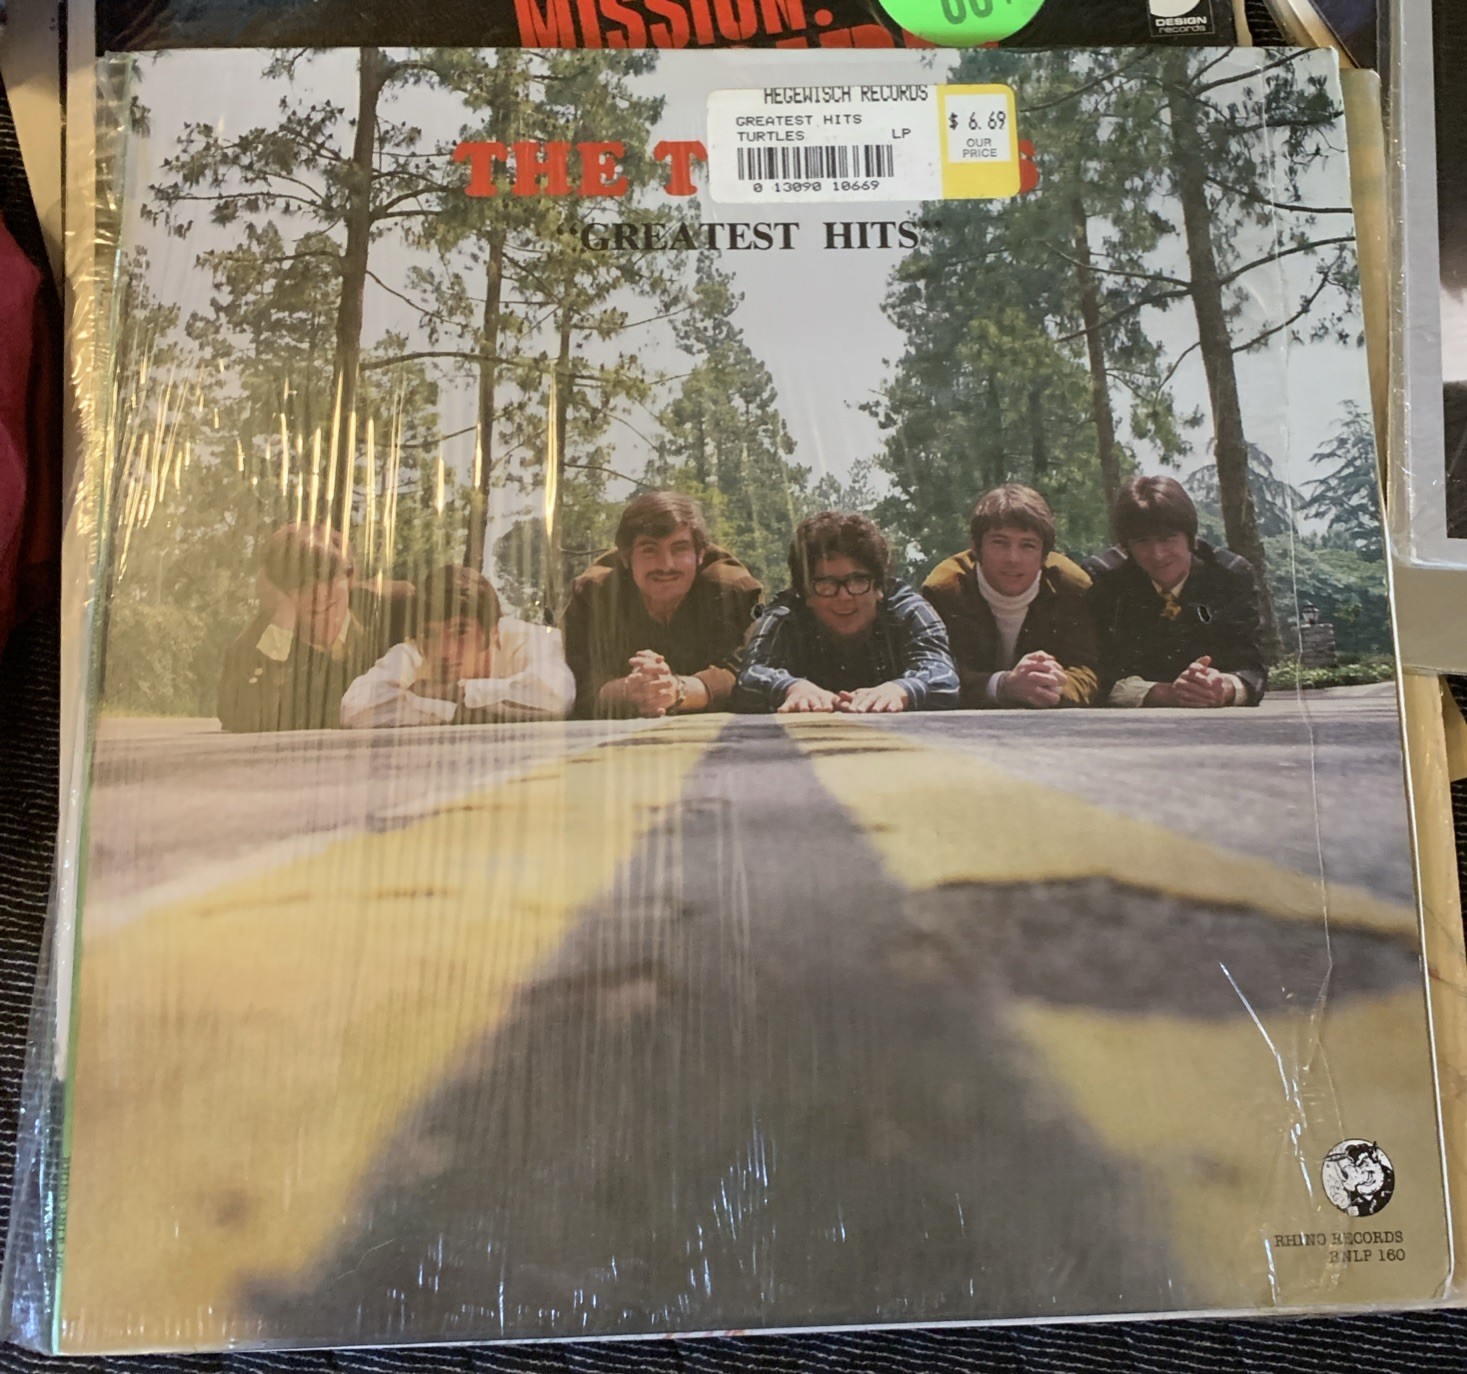 MISSION:
DESIGN
records
HEGEWISCH RECORDS
GREATEST HITS
TURTLES LP
$ 6.69
OUR
PRICE
0 13090 10669
THE T S
“GREATEST HITS”
RHINO RECORDS
RNLP 160